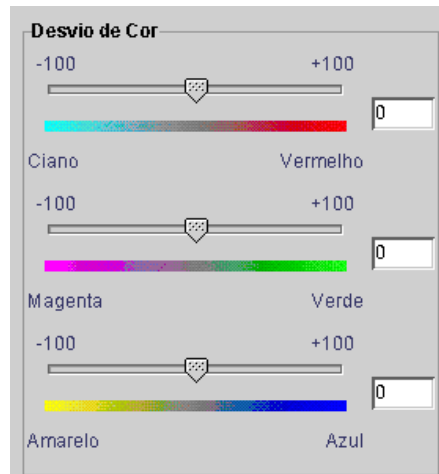 Desvio de Cor
-100 +100
0
Ciano Vermelho
-100 +100
0
Magenta Verde
-100 +100
0
Amarelo Azul